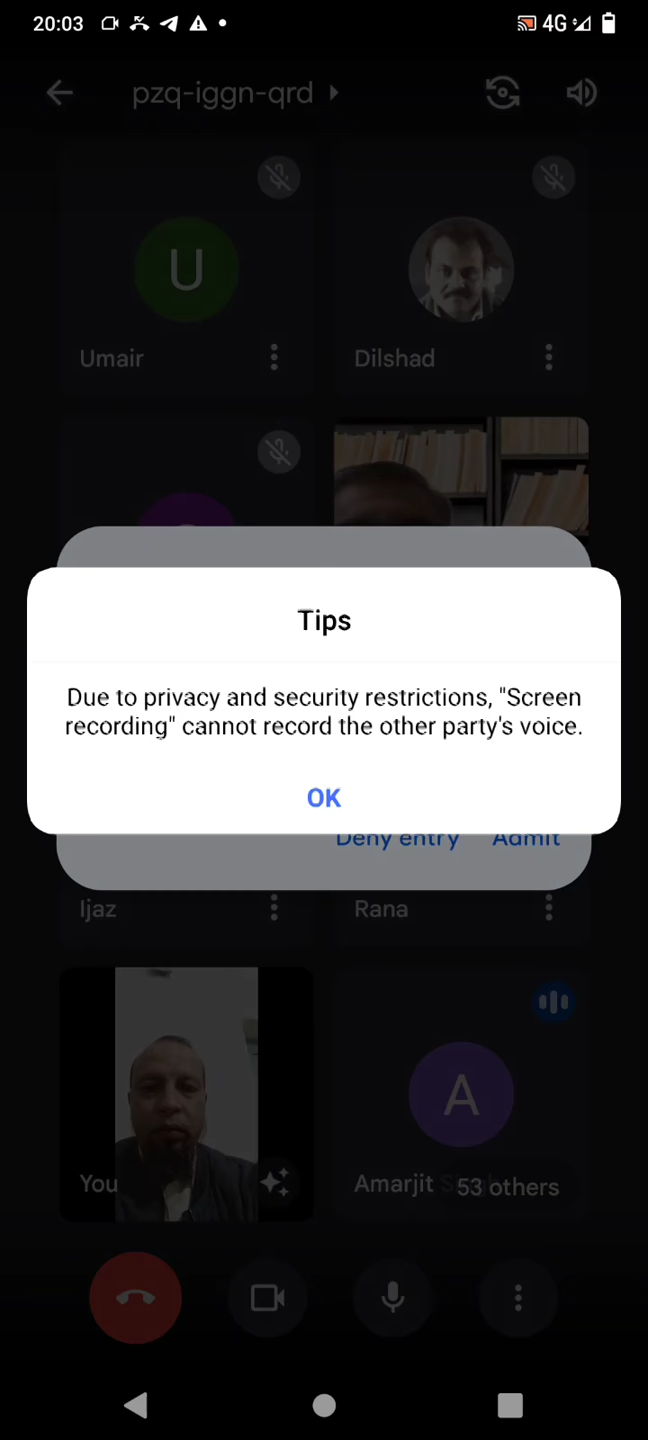 20:03
4G
pzq-iggn-qrd
U
Umair
Dilshad
Tips
Due to privacy and security restrictions, "Screen
recording" cannot record the other party's voice.
OK
Deny entry Admit
Ijaz
Rana
You
A
Amarjit
53 others